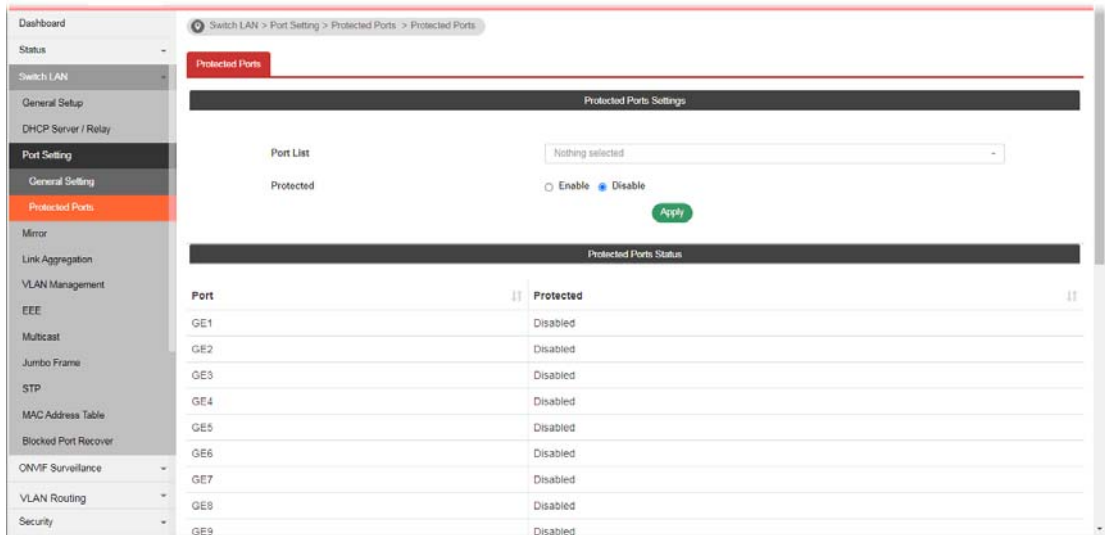 Dashboard
Status
Switch LAN
General Setup
DHCP Server / Relay
Port Setting
General Setting
Protected Ports
Mirror
Link Aggregation
VLAN Management
EEE
Multicast
Jumbo Frame
STP
MAC Address Table
Blocked Port Recover
ONVIF Surveillance
VLAN Routing
Security
Switch LAN > Port Setting > Protected Ports > Protected Ports
Protected Ports
Protected Ports Settings
Port List Nothing selected
Protected Enable Disable
Apply
Protected Ports Status
Port Protected
GE1 Disabled
GE2 Disabled
GE3 Disabled
GE4 Disabled
GE5 Disabled
GE6 Disabled
GE7 Disabled
GE8 Disabled
GE9 Disabled